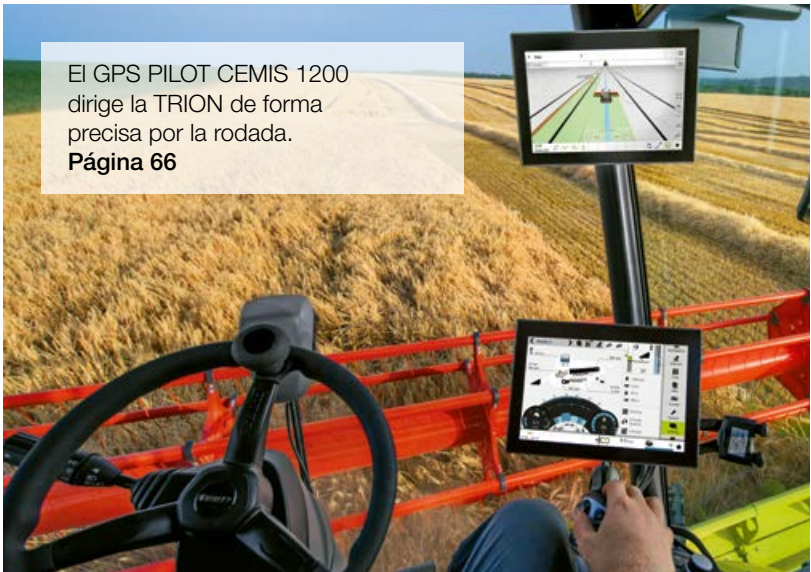 El GPS PILOT CEMIS 1200
dirige la TRION de forma
precisa por la rodada.
Página 66